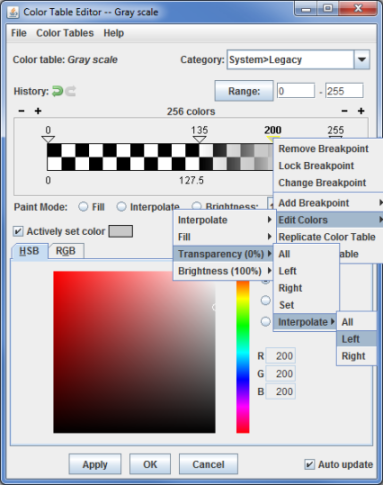 Color Table Editor -- Gray scale
File Color Tables Help
Color table: Gray scale Category: System>Legacy
History: Range: 0 - 255
- + 256 colors - +
0 135 200 255
0 127.5
Remove Breakpoint
Lock Breakpoint
Change Breakpoint
Add Breakpoint
Edit Colors
Replicate Color Table
Paint Mode: Fill Interpolate Brightness:
Actively set color
Interpolate
Fill
Transparency (0%)
Brightness (100%)
All
Left
Right
Set
Interpolate
All
Left
Right
HSB RGB
R 200
G 200
B 200
Apply OK Cancel Auto update